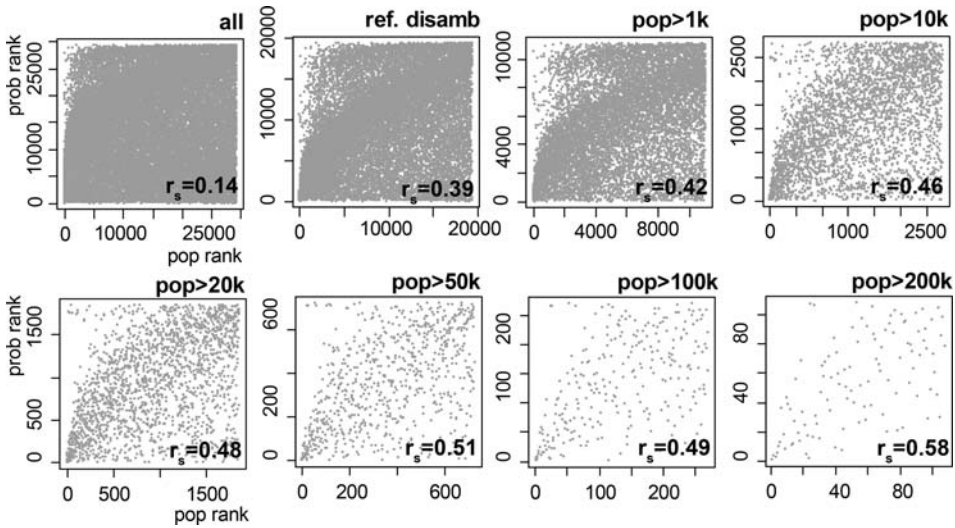 all
prob rank
0 10000 25000
r_s=0.14
0 10000 25000
pop rank
ref. disamb
0 10000 20000
r_s=0.39
0 10000 20000
pop>1k
0 4000 10000
r_s=0.42
0 4000 8000
pop>10k
0 1000 2500
r_s=0.46
0 1000 2500
pop>20k
prob rank
0 500 1500
r_s=0.48
0 500 1500
pop rank
pop>50k
0 200 600
r_s=0.51
0 200 600
pop>100k
0 100 200
r_s=0.49
0 100 200
pop>200k
0 40 80
r_s=0.58
0 40 80